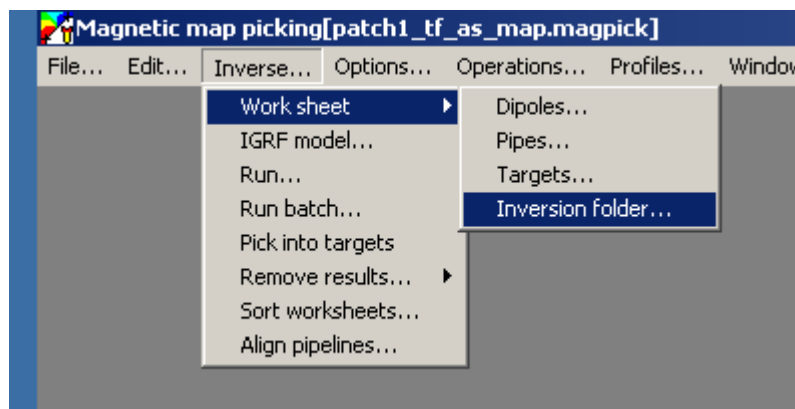 Magnetic map picking[patch1_tf_as_map.magpick]
File... Edit... Inverse... Options... Operations... Profiles... Window
Work sheet
IGRF model...
Run...
Run batch...
Pick into targets
Remove results...
Sort worksheets...
Align pipelines...
Dipoles...
Pipes...
Targets...
Inversion folder...